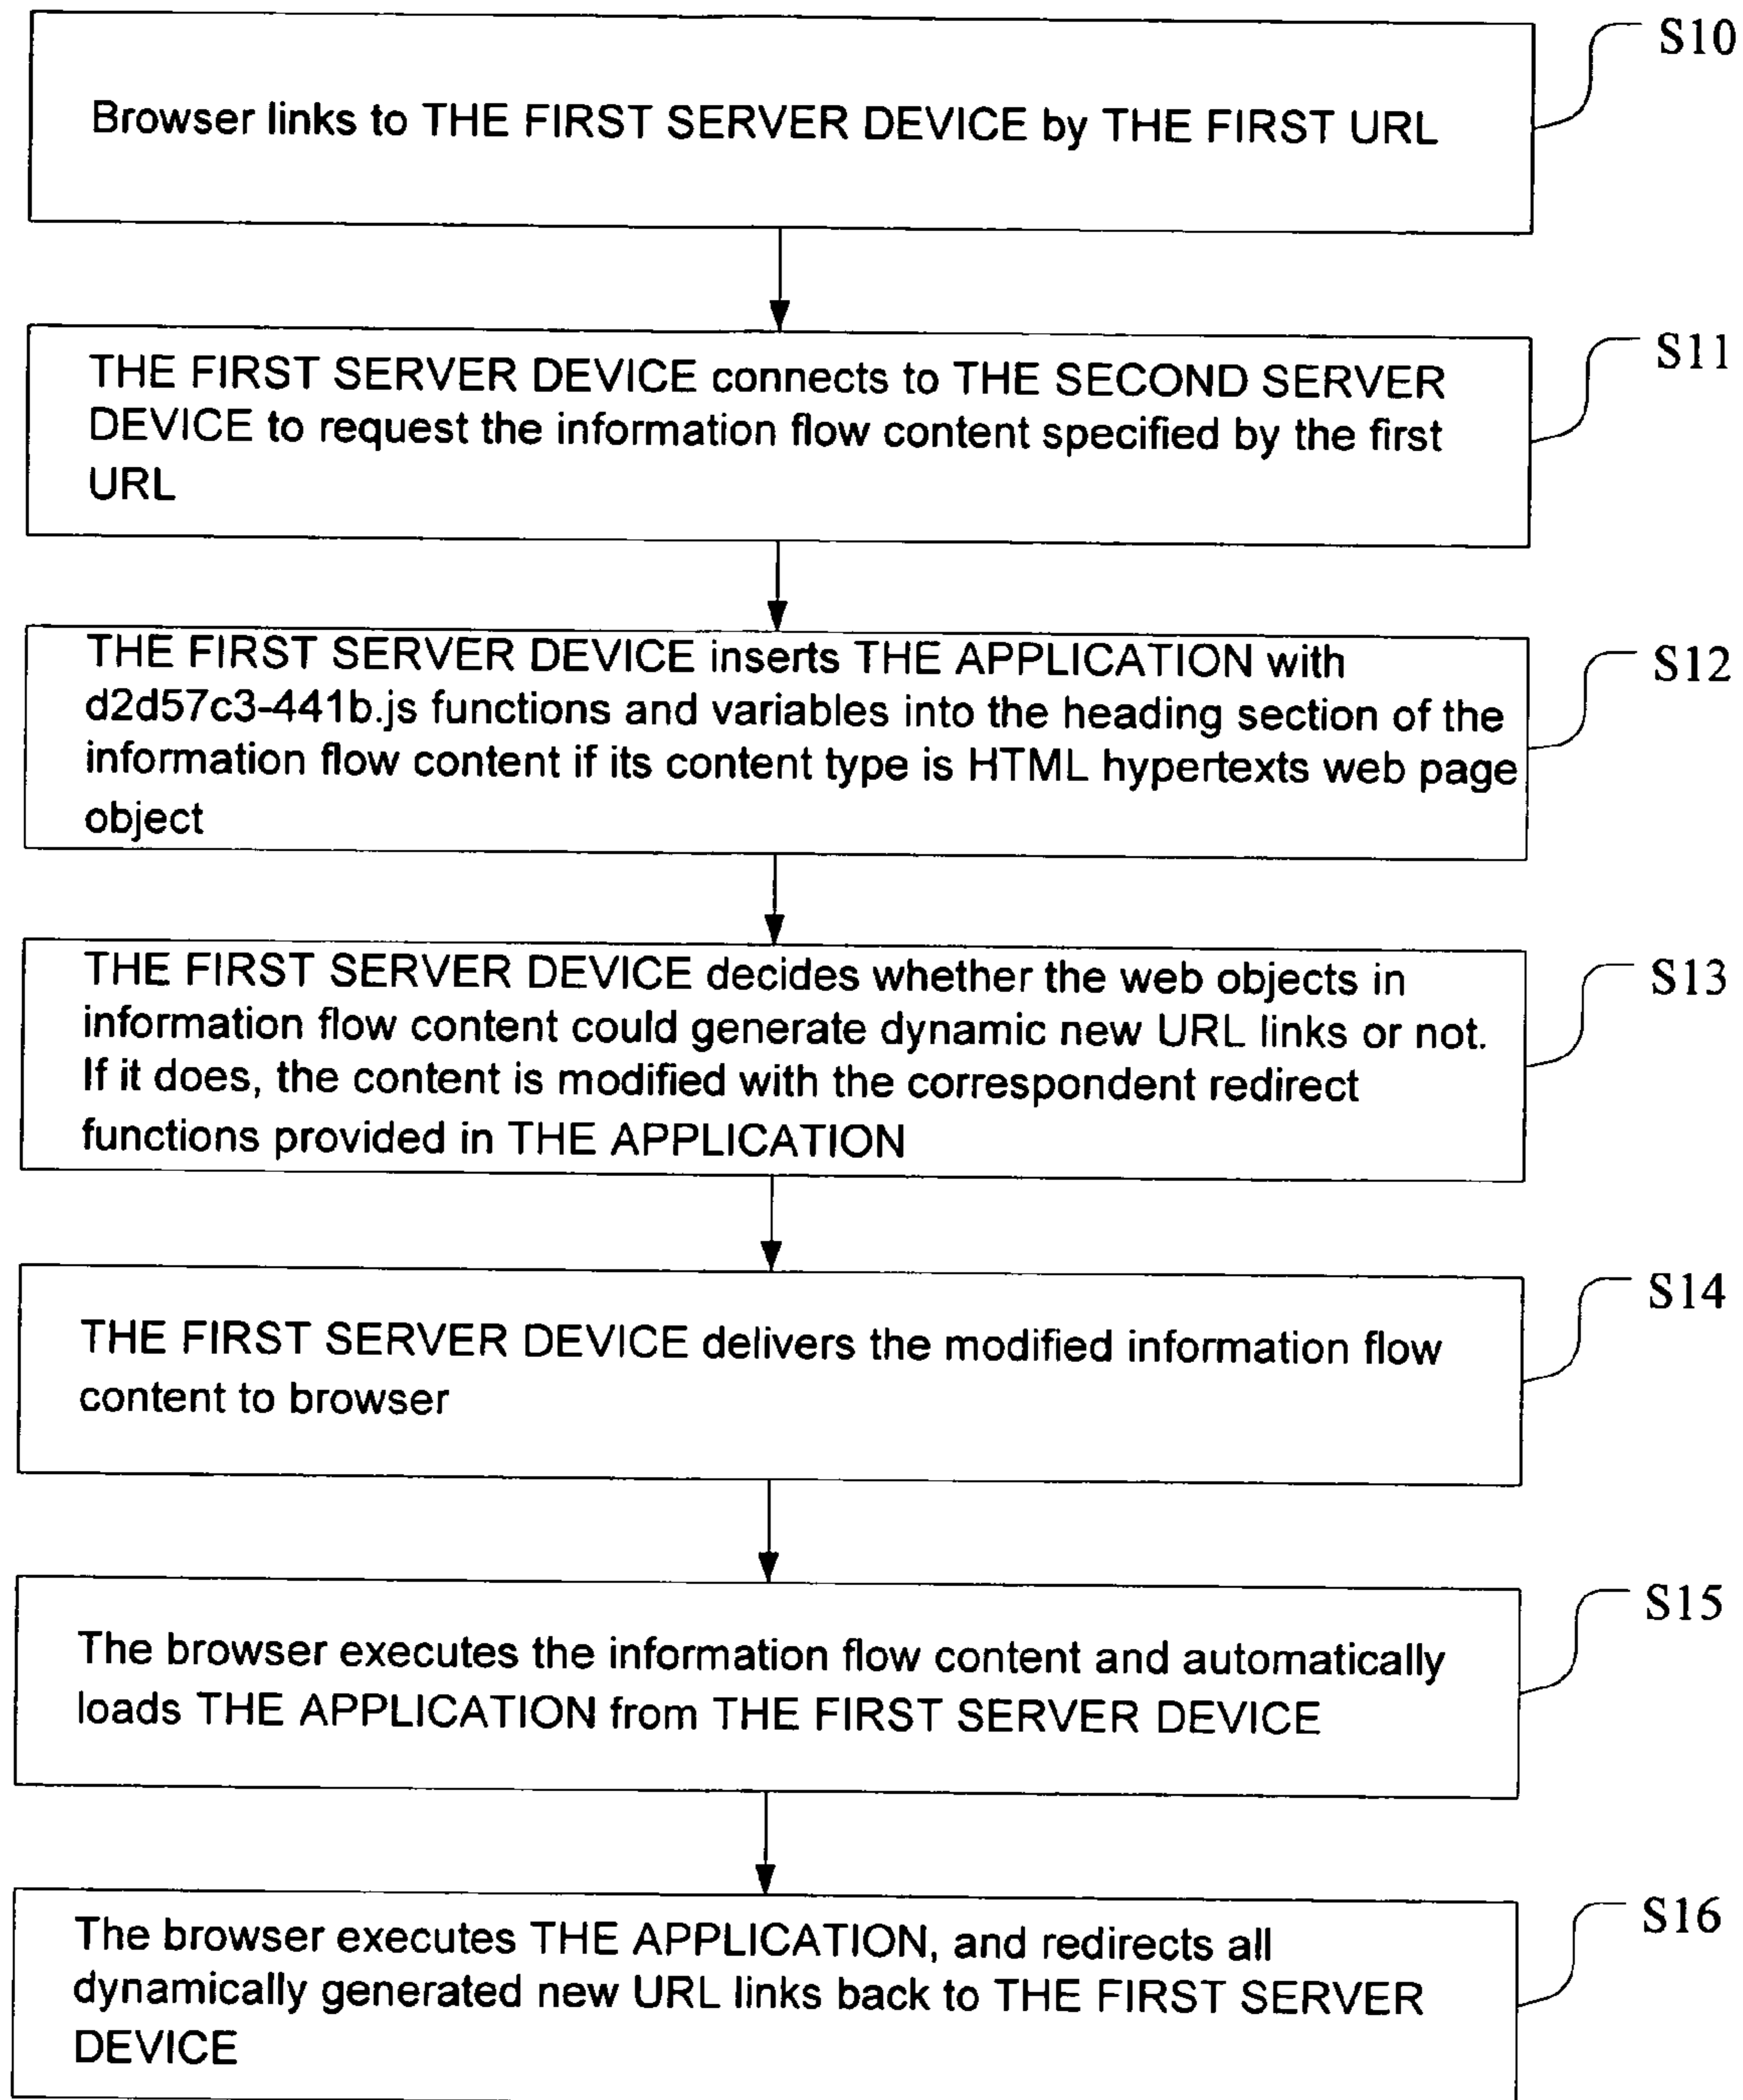 Browser links to THE FIRST SERVER DEVICE by THE FIRST URL
S10
THE FIRST SERVER DEVICE connects to THE SECOND SERVER
DEVICE to request the information flow content specified by the first
URL
S11
THE FIRST SERVER DEVICE inserts THE APPLICATION with
d2d57c3-441b.js functions and variables into the heading section of the
information flow content if its content type is HTML hypertexts web page
object
S12
THE FIRST SERVER DEVICE decides whether the web objects in
information flow content could generate dynamic new URL links or not.
If it does, the content is modified with the correspondent redirect
functions provided in THE APPLICATION
S13
THE FIRST SERVER DEVICE delivers the modified information flow
content to browser
S14
The browser executes the information flow content and automatically
loads THE APPLICATION from THE FIRST SERVER DEVICE
S15
The browser executes THE APPLICATION, and redirects all
dynamically generated new URL links back to THE FIRST SERVER
DEVICE
S16